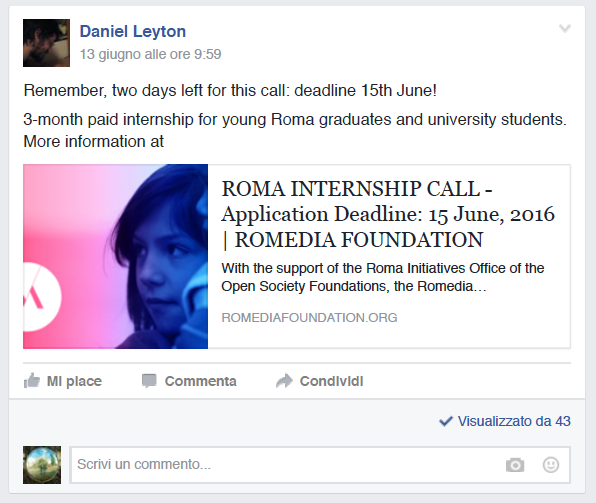 Daniel Leyton
13 giugno alle ore 9:59
Remember, two days left for this call: deadline 15th June!
3-month paid internship for young Roma graduates and university students.
More information at
ROMA INTERNSHIP CALL -
Application Deadline: 15 June, 2016
| ROMEDIA FOUNDATION
With the support of the Roma Initiatives Office of the
Open Society Foundations, the Romedia…
ROMEDIAFOUNDATION.ORG
Mi piace Commenta Condividi
Visualizzato da 43
Scrivi un commento...